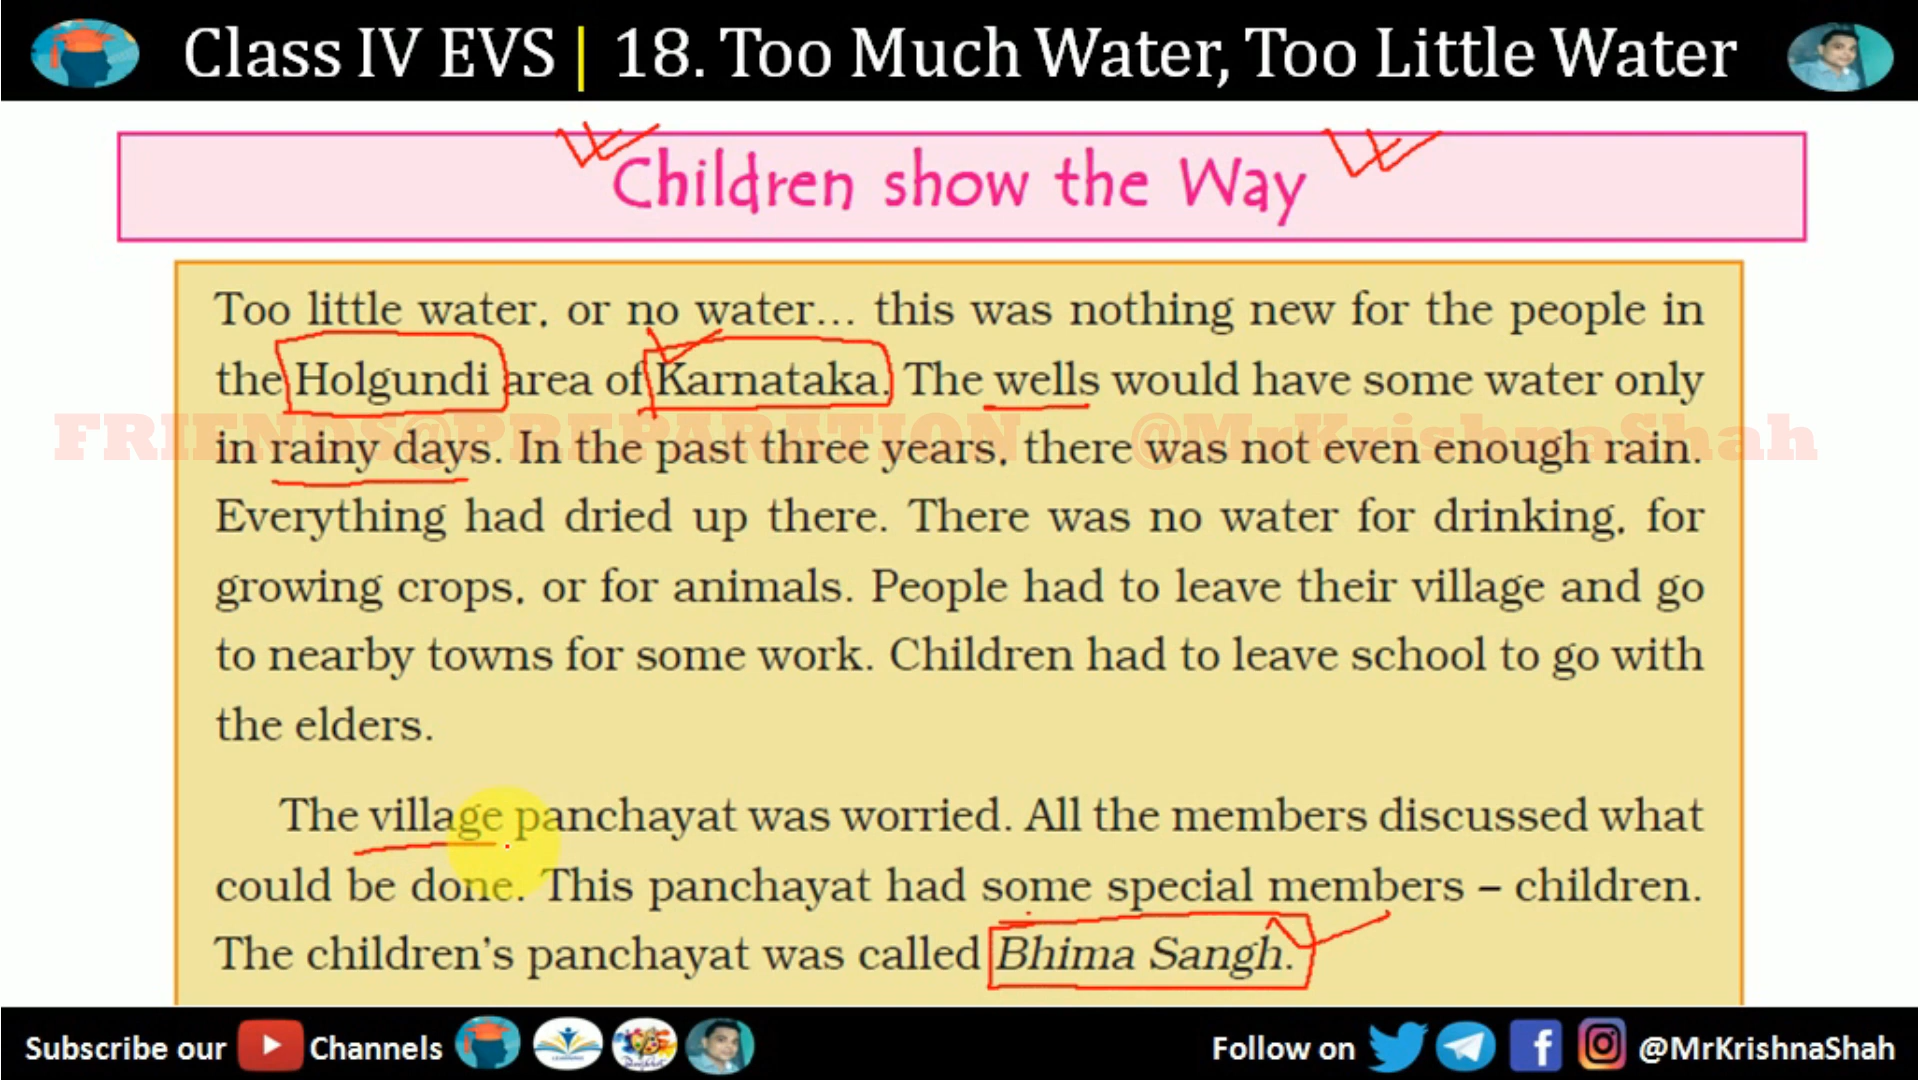 Class IV EVS | 18. Too Much Water, Too Little Water
Children show the Way
Too little water, or no water... this was nothing new for the people in
the Holgundi area of Karnataka. The wells would have some water only
FRIENDS@PREPARATION @MrKrishnaShah
in rainy days. In the past three years, there was not even enough rain.
Everything had dried up there. There was no water for drinking, for
growing crops, or for animals. People had to leave their village and go
to nearby towns for some work. Children had to leave school to go with
the elders.
The village panchayat was worried. All the members discussed what
could be done. This panchayat had some special members – children.
The children's panchayat was called Bhima Sangh.
Subscribe our Channels Follow on @MrKrishnaShah